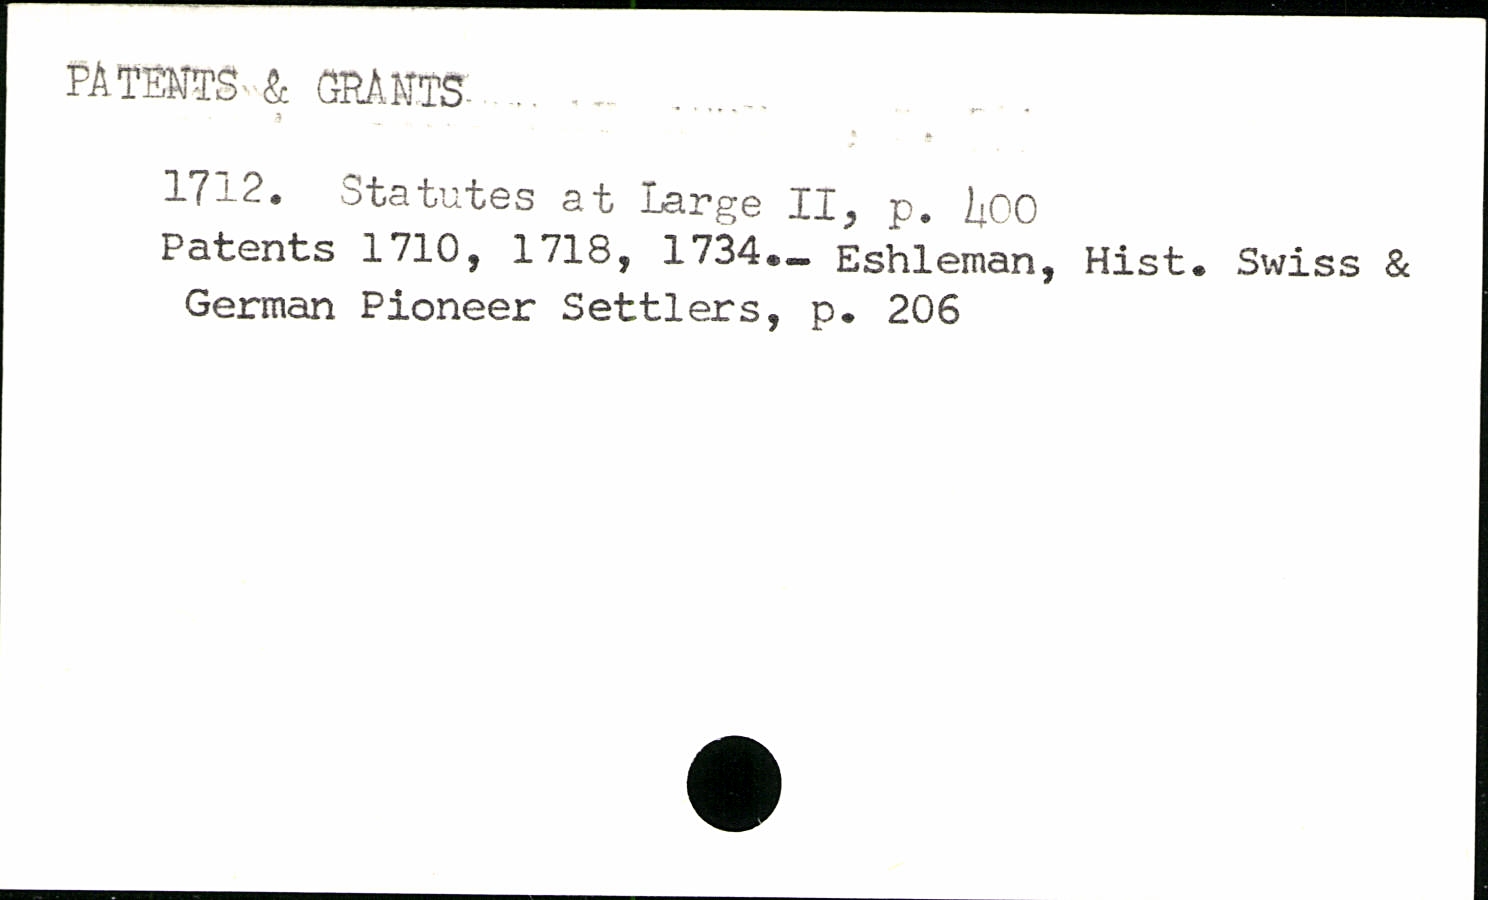 PATENTS & GRANTS
1712. Statutes at Large II, p. 400
Patents 1710, 1718, 1734.- Eshleman, Hist. Swiss &
German Pioneer Settlers, p. 206